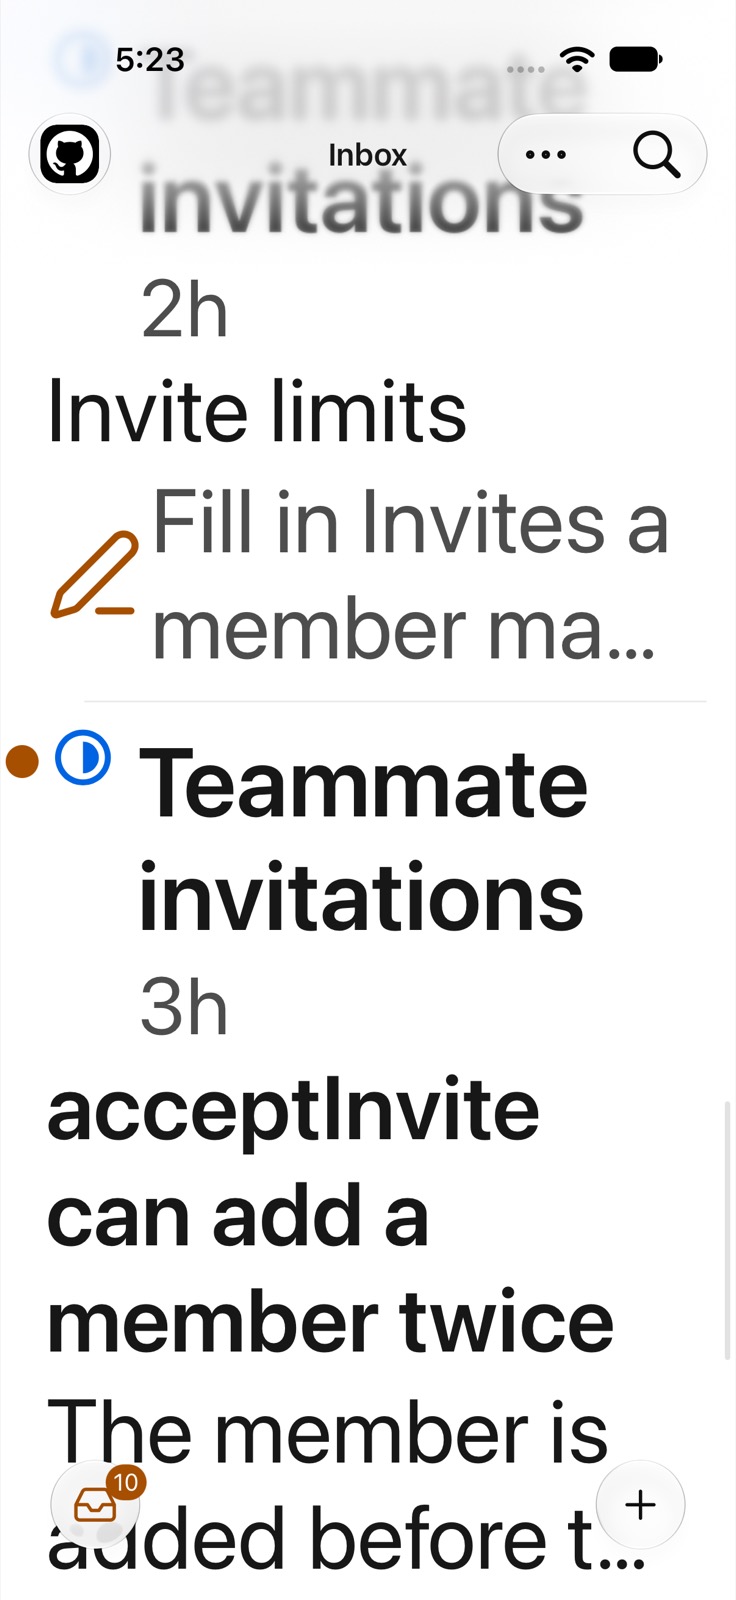 5:23
Teammate
Inbox
invitations
2h
Invite limits
Fill in Invites a
member ma...
Teammate
invitations
3h
acceptInvite
can add a
member twice
The member is
10
added before t...